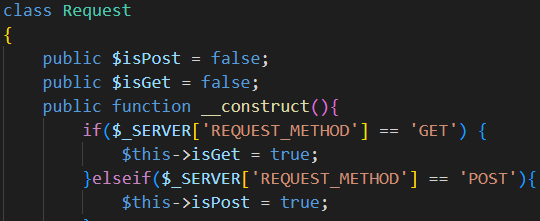 class Request
{
    public $isPost = false;
    public $isGet = false;
    public function __construct(){
        if($_SERVER['REQUEST_METHOD'] == 'GET') {
            $this->isGet = true;
        }elseif($_SERVER['REQUEST_METHOD'] == 'POST'){
            $this->isPost = true;